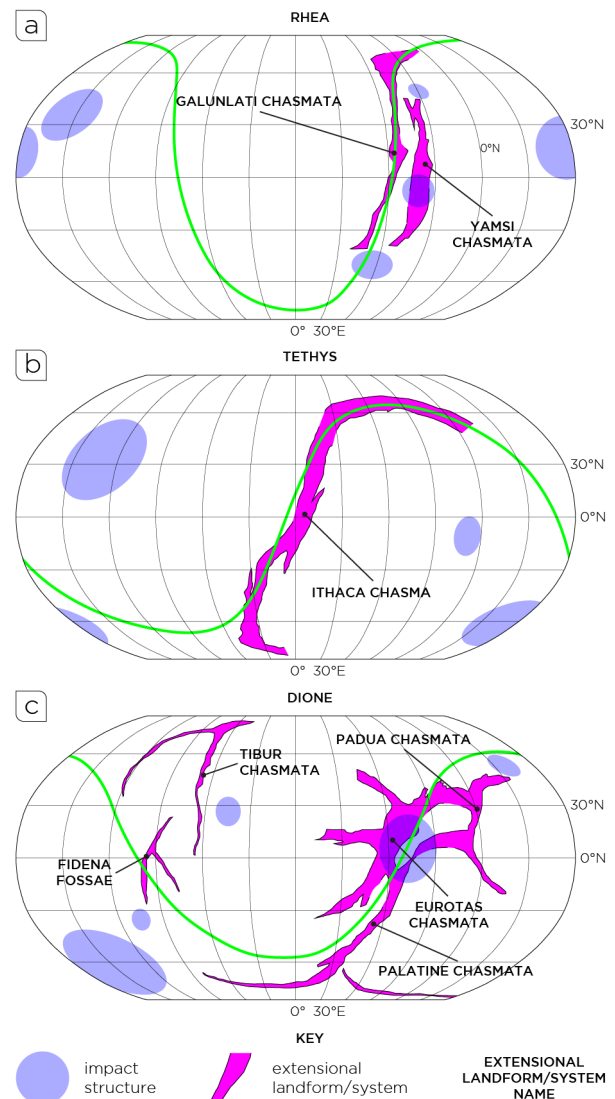 a
RHEA
GALUNLATI CHASMATA
30°N
0°N
YAMSI
CHASMATA
0° 30°E
b
TETHYS
30°N
0°N
ITHACA CHASMA
0° 30°E
c
DIONE
PADUA CHASMATA
TIBUR
CHASMATA
30°N
0°N
FIDENA
FOSSAE
EUROTAS
CHASMATA
PALATINE CHASMATA
0° 30°E
KEY
impact
structure
extensional
landform/system
EXTENSIONAL
LANDFORM/SYSTEM
NAME